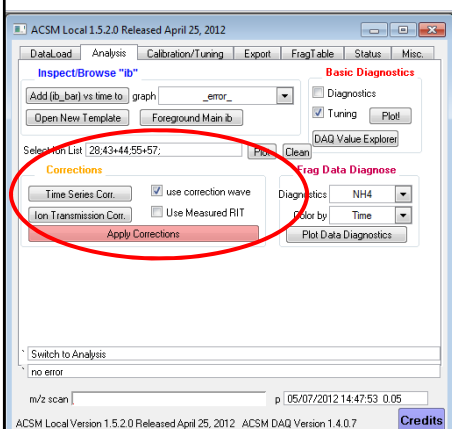 ACSM Local 1.5.2.0 Released April 25, 2012
DataLoad Analysis Calibration/Tuning Export FragTable Status Misc.
Inspect/Browse "ib" Basic Diagnostics
Add (ib_bar) vs time to graph _error_ Diagnostics
Open New Template Foreground Main ib Tuning Plot!
DAQ Value Explorer
Select Ion List 28;43+44;55+57; Plot Clean
Corrections Frag Data Diagnose
Time Series Corr. use correction wave Diagnostics NH4
Ion Transmission Corr. Use Measured RIT Color by Time
Apply Corrections Plot Data Diagnostics
` Switch to Analysis
` no error
m/z scan p 05/07/2012 14:47:53 0.05
ACSM Local Version 1.5.2.0 Released April 25, 2012 ACSM DAQ Version 1.4.0.7 Credits